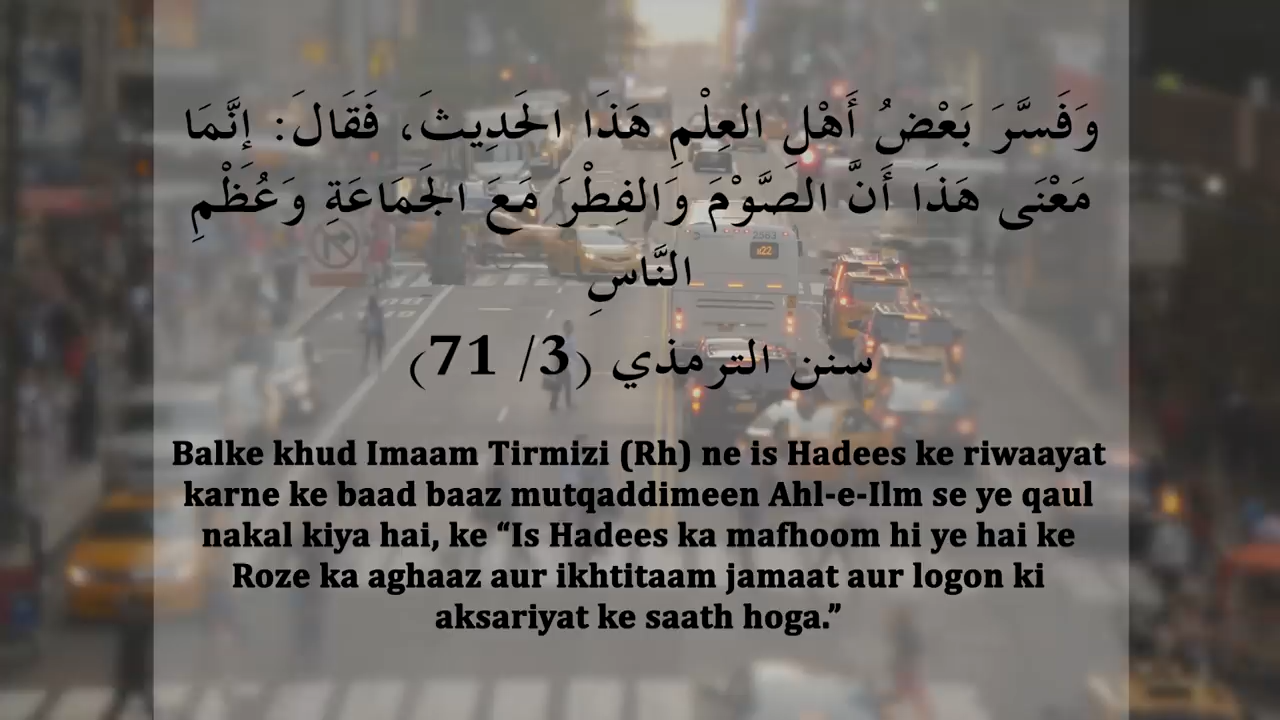 وَفَسَّرَ بَعْضُ أَهْلِ العِلْمِ هَذَا الحَدِيثَ، فَقَالَ: إِنَّمَا
مَعْنَى هَذَا أَنَّ الصَّوْمَ وَالفِطْرَ مَعَ الجَمَاعَةِ وَعُظْمِ
النَّاسِ
سنن الترمذي (3/ 71)
Balke khud Imaam Tirmizi (Rh) ne is Hadees ke riwaayat
karne ke baad baaz mutqaddimeen Ahl-e-Ilm se ye qaul
nakal kiya hai, ke “Is Hadees ka mafhoom hi ye hai ke
Roze ka aghaaz aur ikhtitaam jamaat aur logon ki
aksariyat ke saath hoga.”